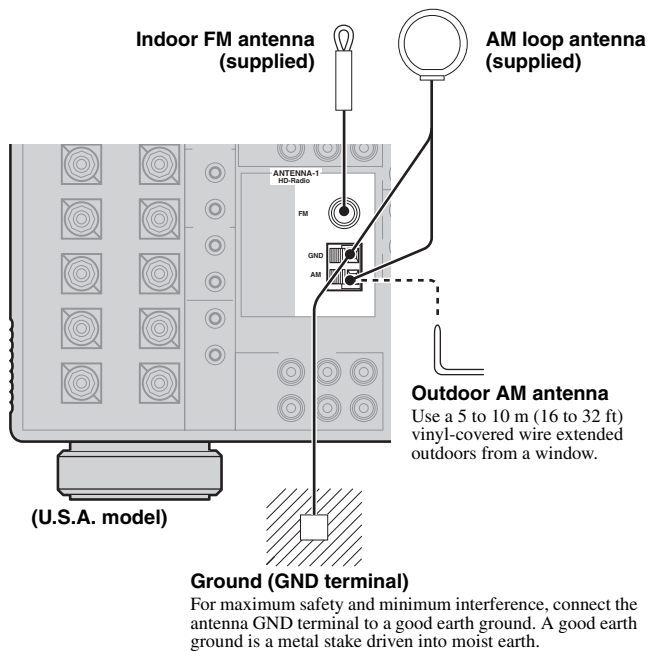 Indoor FM antenna
(supplied)
AM loop antenna
(supplied)
ANTENNA-1
HD-Radio
FM
GND
AM
Outdoor AM antenna
Use a 5 to 10 m (16 to 32 ft)
vinyl-covered wire extended
outdoors from a window.
(U.S.A. model)
Ground (GND terminal)
For maximum safety and minimum interference, connect the
antenna GND terminal to a good earth ground. A good earth
ground is a metal stake driven into moist earth.